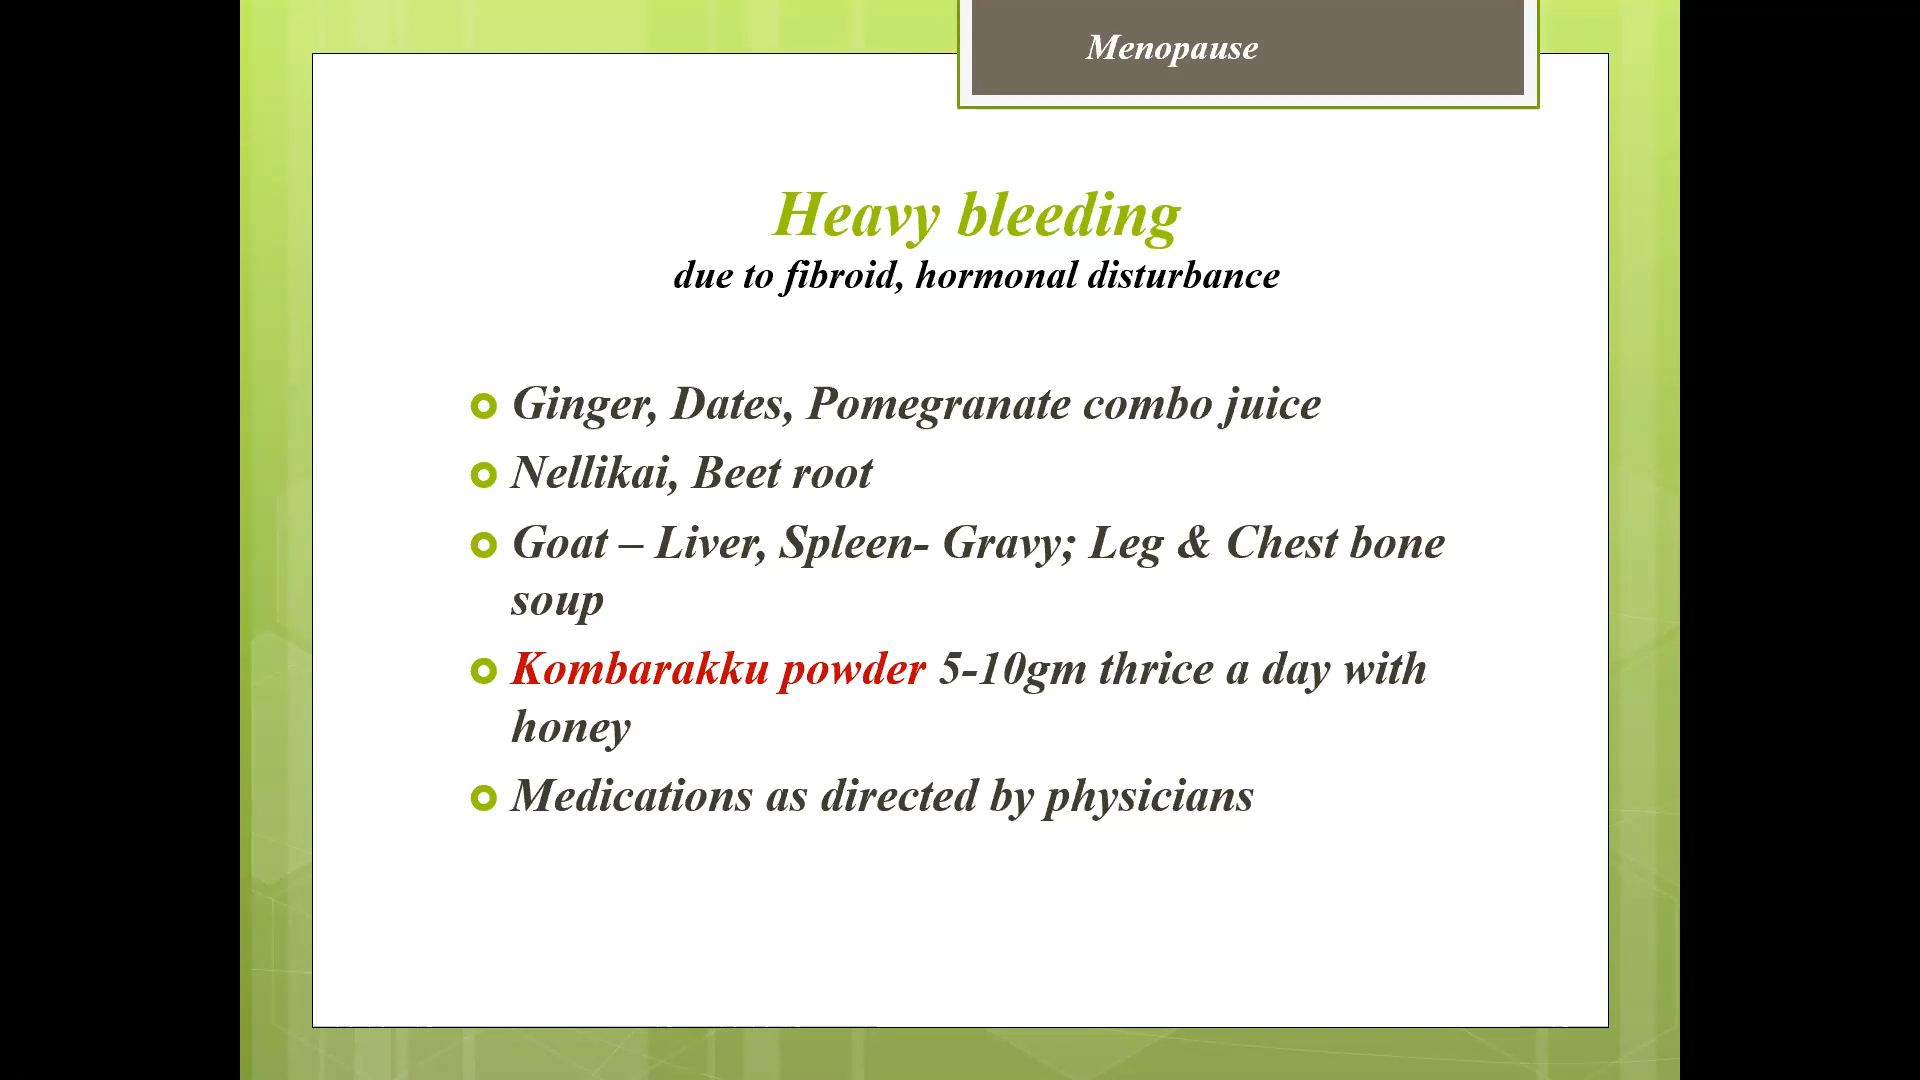 Menopause
Heavy bleeding
due to fibroid, hormonal disturbance
Ginger, Dates, Pomegranate combo juice
Nellikai, Beet root
Goat – Liver, Spleen- Gravy; Leg & Chest bone
soup
Kombarakku powder 5-10gm thrice a day with
honey
Medications as directed by physicians